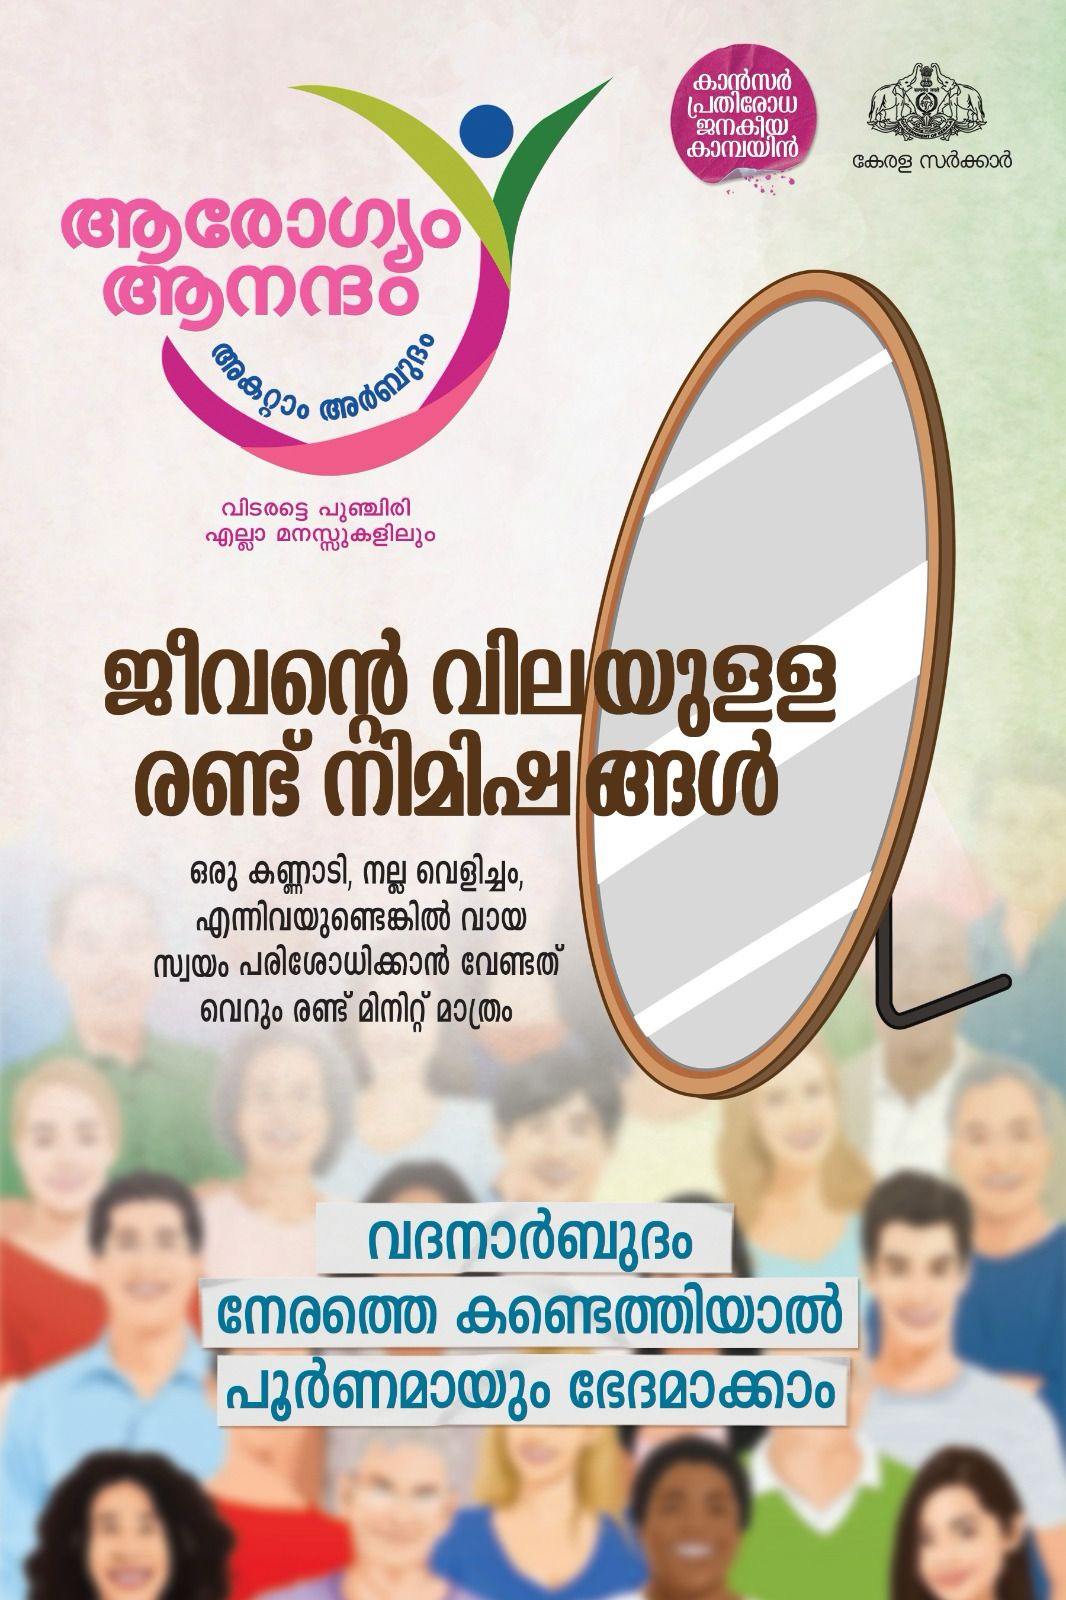 കാൻസർ
പ്രതിരോധ
ജനകീയ
കാമ്പയിൻ
കേരള സർക്കാർ
ആരോഗ്യം
ആനന്ദം
അകറ്റാം അർബുദം
വിടരട്ടെ പുഞ്ചിരി
എല്ലാ മനസ്സുകളിലും
ജീവന്റെ വിലയുളള
രണ്ട് നിമിഷങ്ങൾ
ഒരു കണ്ണാടി, നല്ല വെളിച്ചം,
എന്നിവയുണ്ടെങ്കിൽ വായ
സ്വയം പരിശോധിക്കാൻ വേണ്ടത്
വെറും രണ്ട് മിനിറ്റ് മാത്രം
വദനാർബുദം
നേരത്തെ കണ്ടെത്തിയാൽ
പൂർണമായും ഭേദമാക്കാം